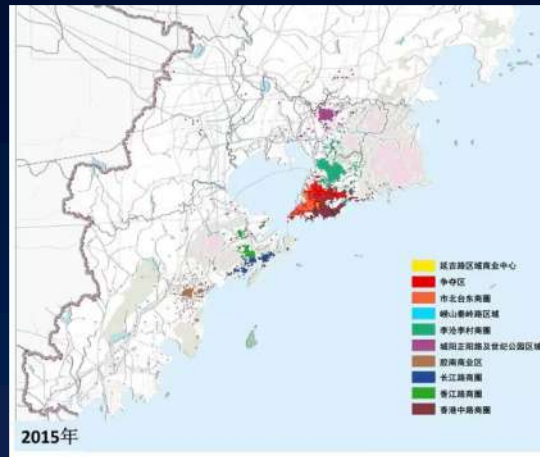 延吉路区域商业中心
争夺区
市北台东商圈
崂山秦岭路区域
李沧李村商圈
城阳正阳路及世纪公园区域
胶南商业区
长江路商圈
香江路商圈
香港中路商圈
2015年